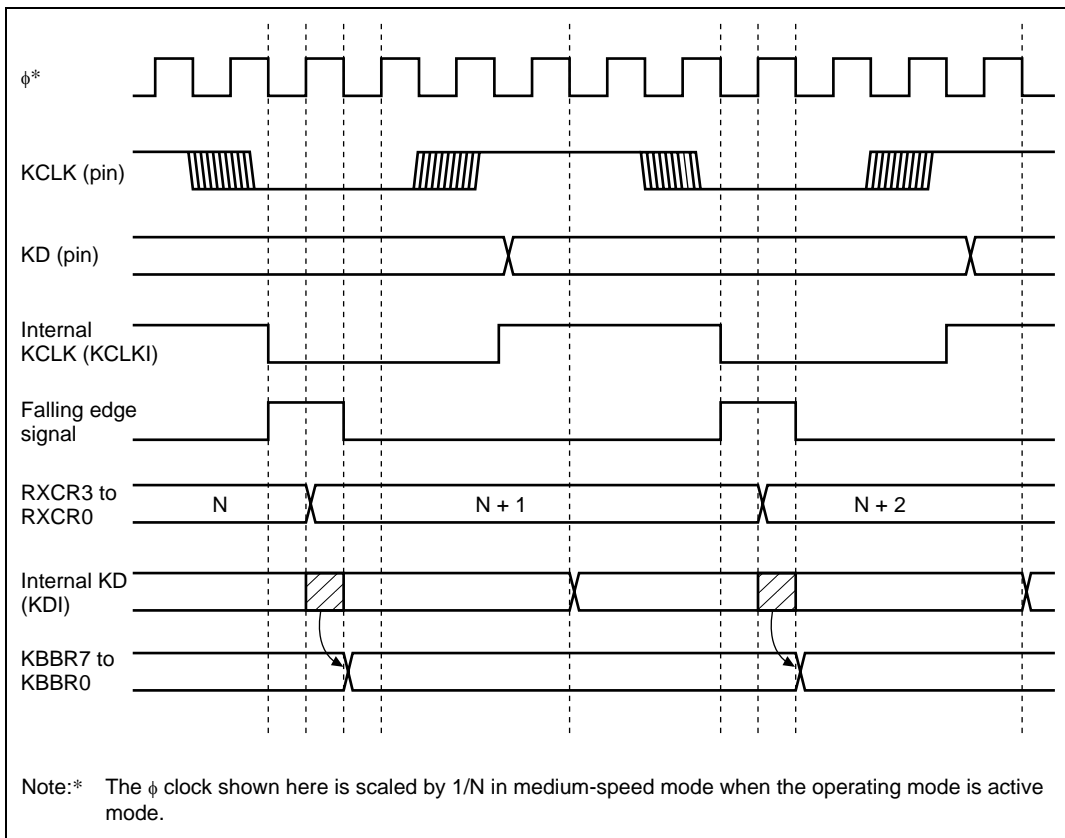 ϕ*
KCLK (pin)
KD (pin)
Internal
KCLK (KCLKI)
Falling edge
signal
RXCR3 to
RXCR0
N
N + 1
N + 2
Internal KD
(KDI)
KBBR7 to
KBBR0
Note:* The ϕ clock shown here is scaled by 1/N in medium-speed mode when the operating mode is active
mode.